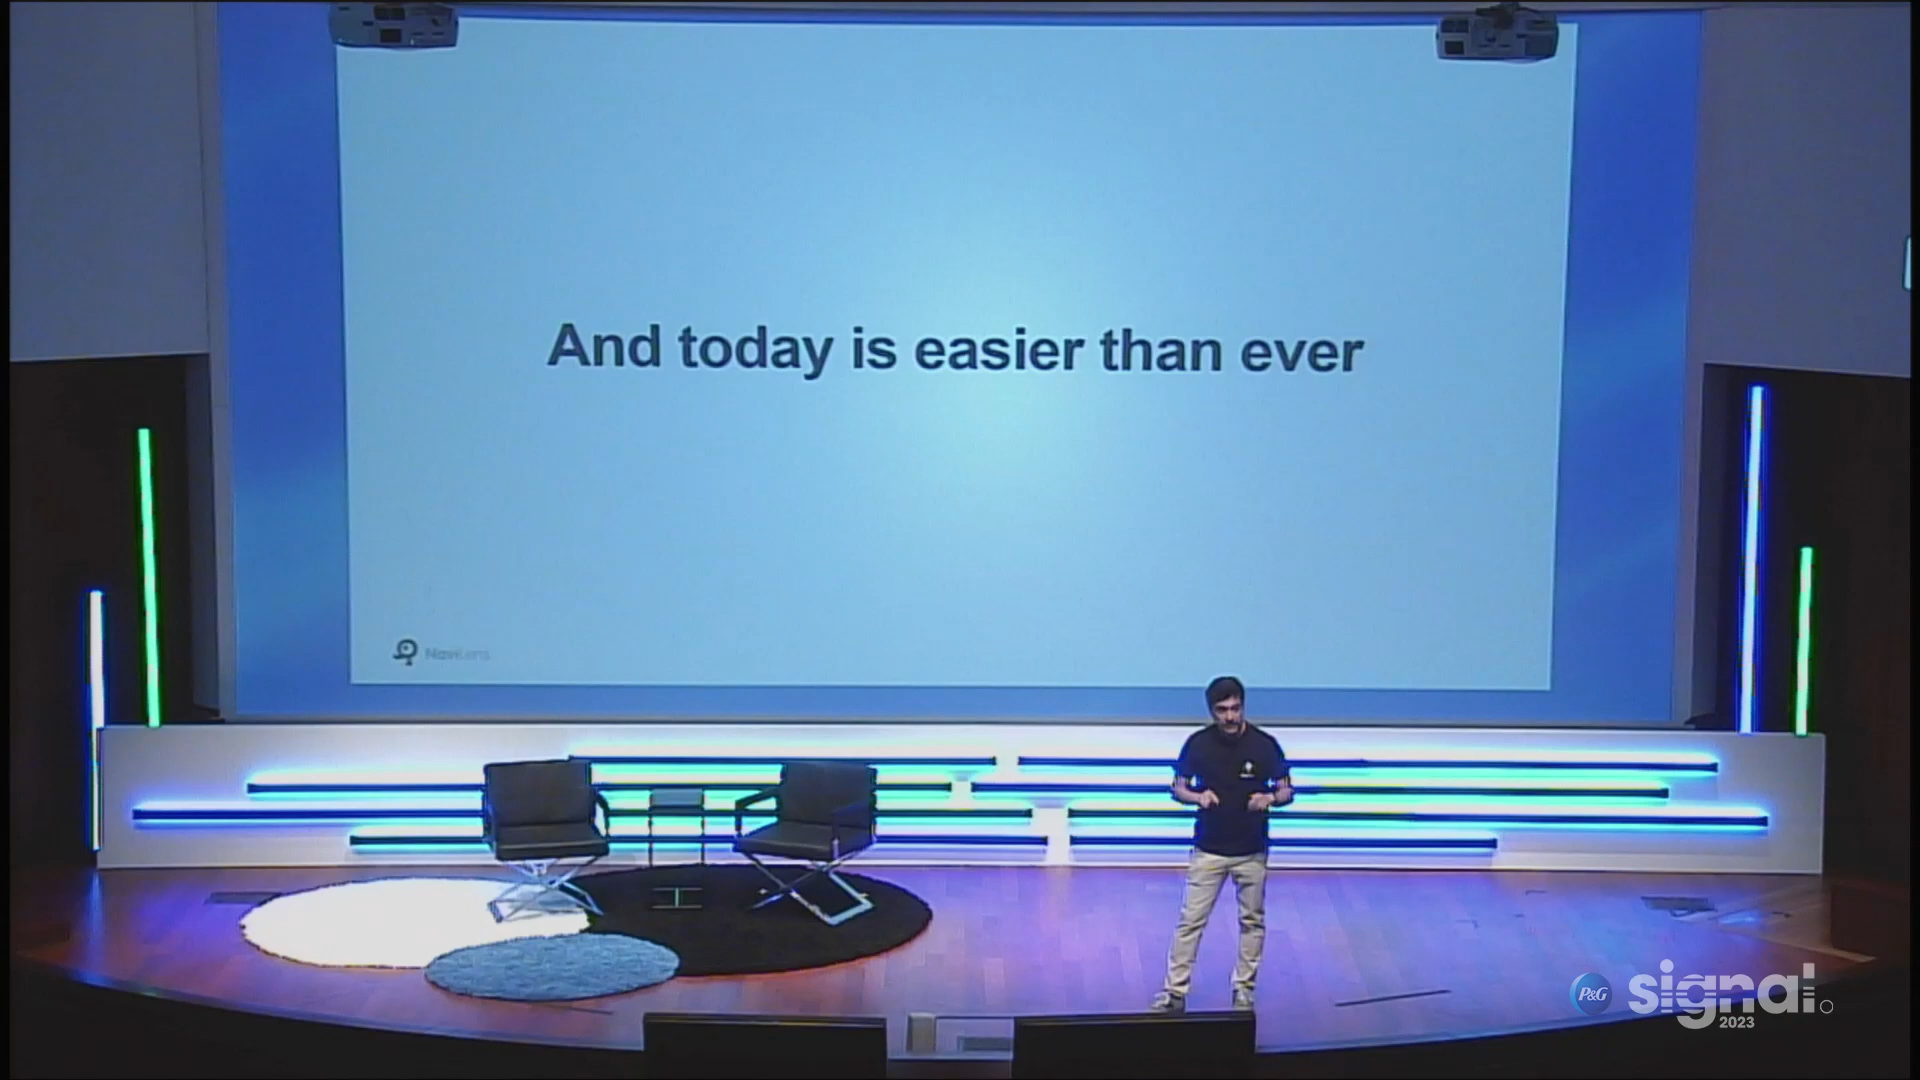 And today is easier than ever
NaviLens
P&G
signal.
2023